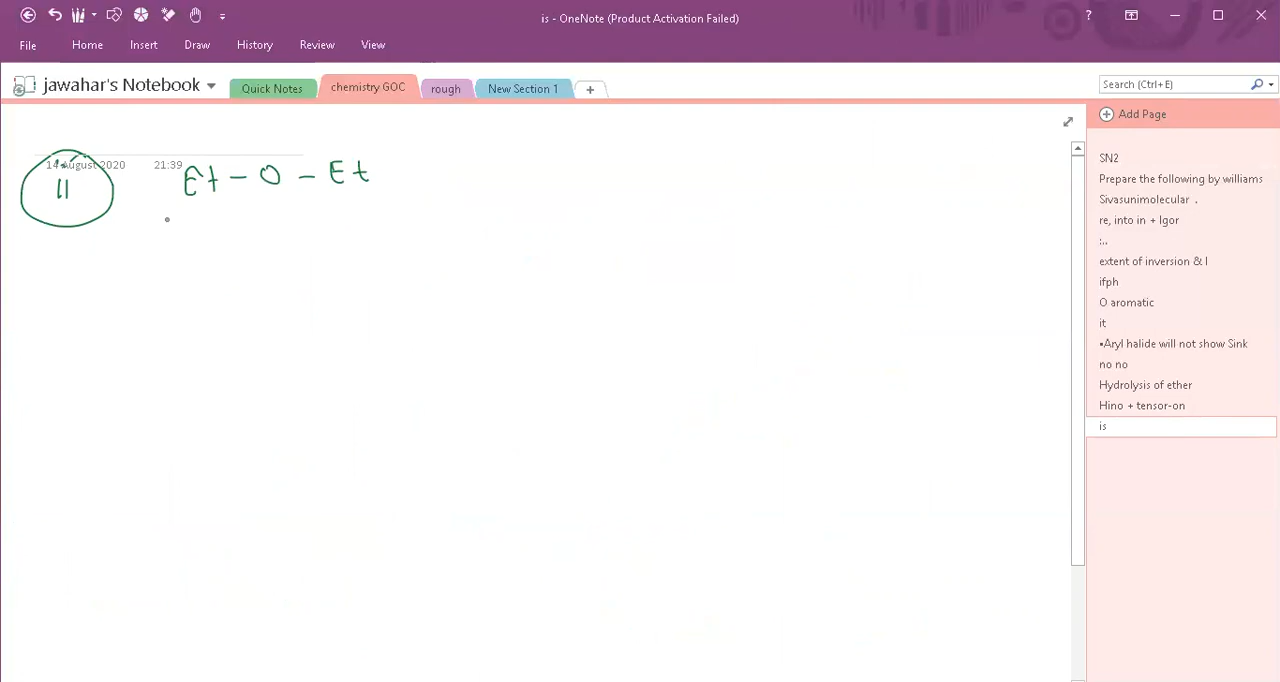 is - OneNote (Product Activation Failed)
?
File Home Insert Draw History Review View
jawahar's Notebook
Quick Notes chemistry GOC rough New Section 1 +
Search (Ctrl+E)
Add Page
14 August 2020 21:39
ii
Et - O - Et
SN2
Prepare the following by williams
Sivasunimolecular .
re, into in + Igor
;..
extent of inversion & I
ifph
O aromatic
it
•Aryl halide will not show Sink
no no
Hydrolysis of ether
Hino + tensor-on
is